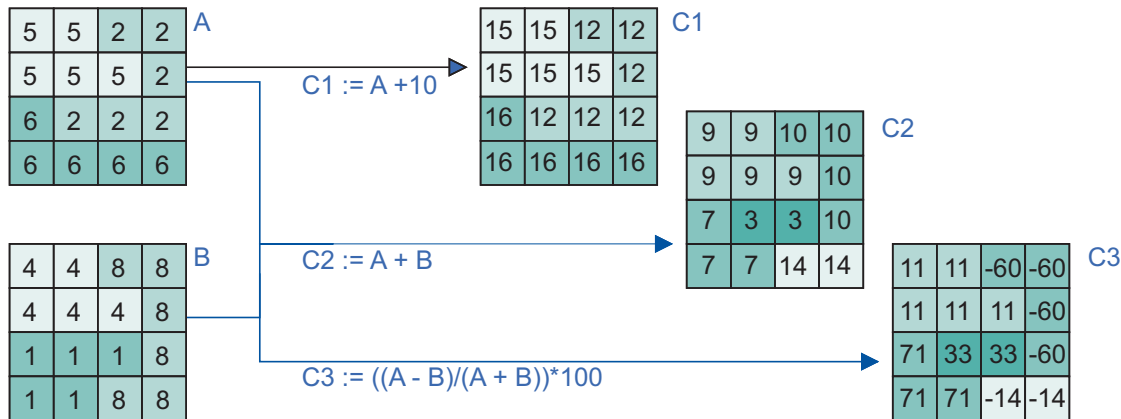 5 5 2 2 A
5 5 5 2
6 2 2 2
6 6 6 6
C1 := A +10
15 15 12 12 C1
15 15 15 12
16 12 12 12
16 16 16 16
B
4 4 8 8
4 4 4 8
1 1 1 8
1 1 8 8
C2 := A + B
9 9 10 10 C2
9 9 9 10
7 3 3 10
7 7 14 14
C3 := ((A - B)/(A + B))*100
11 11 -60 -60 C3
11 11 11 -60
71 33 33 -60
71 71 -14 -14